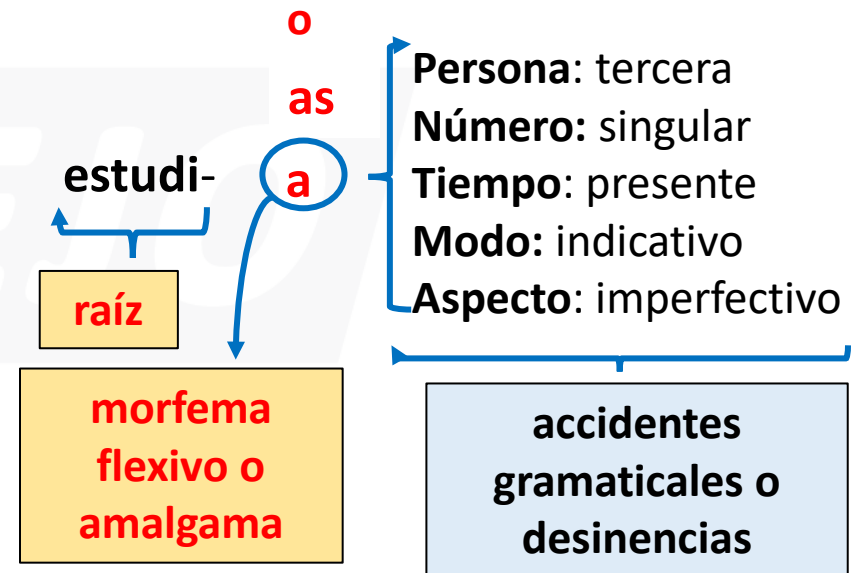 o
as
estudi- a
Persona: tercera
Número: singular
Tiempo: presente
Modo: indicativo
Aspecto: imperfectivo
raíz
morfema
flexivo o
amalgama
accidentes
gramaticales o
desinencias